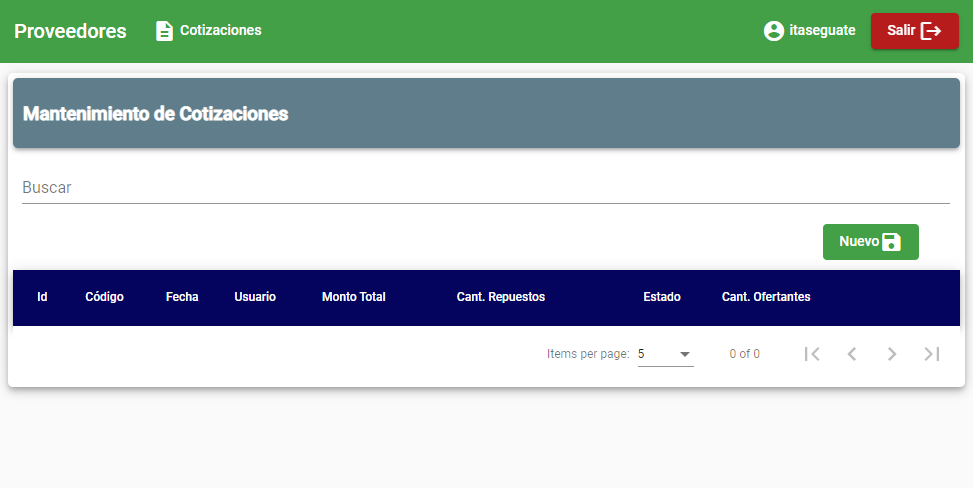 Proveedores Cotizaciones itaseguate Salir
Mantenimiento de Cotizaciones
Buscar
Nuevo
Id Código Fecha Usuario Monto Total Cant. Repuestos Estado Cant. Ofertantes
Items per page: 5 0 of 0